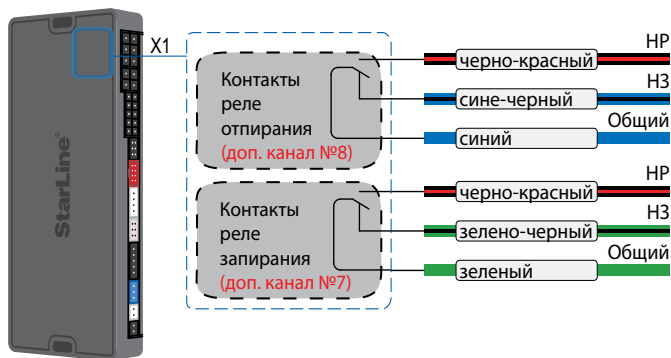 X1
Контакты
реле
отпирания
(доп. канал №8)
черно-красный
НР
сине-черный
НЗ
синий
Общий
Контакты
реле
запирания
(доп. канал №7)
черно-красный
НР
зелено-черный
НЗ
зеленый
Общий
StarLine®